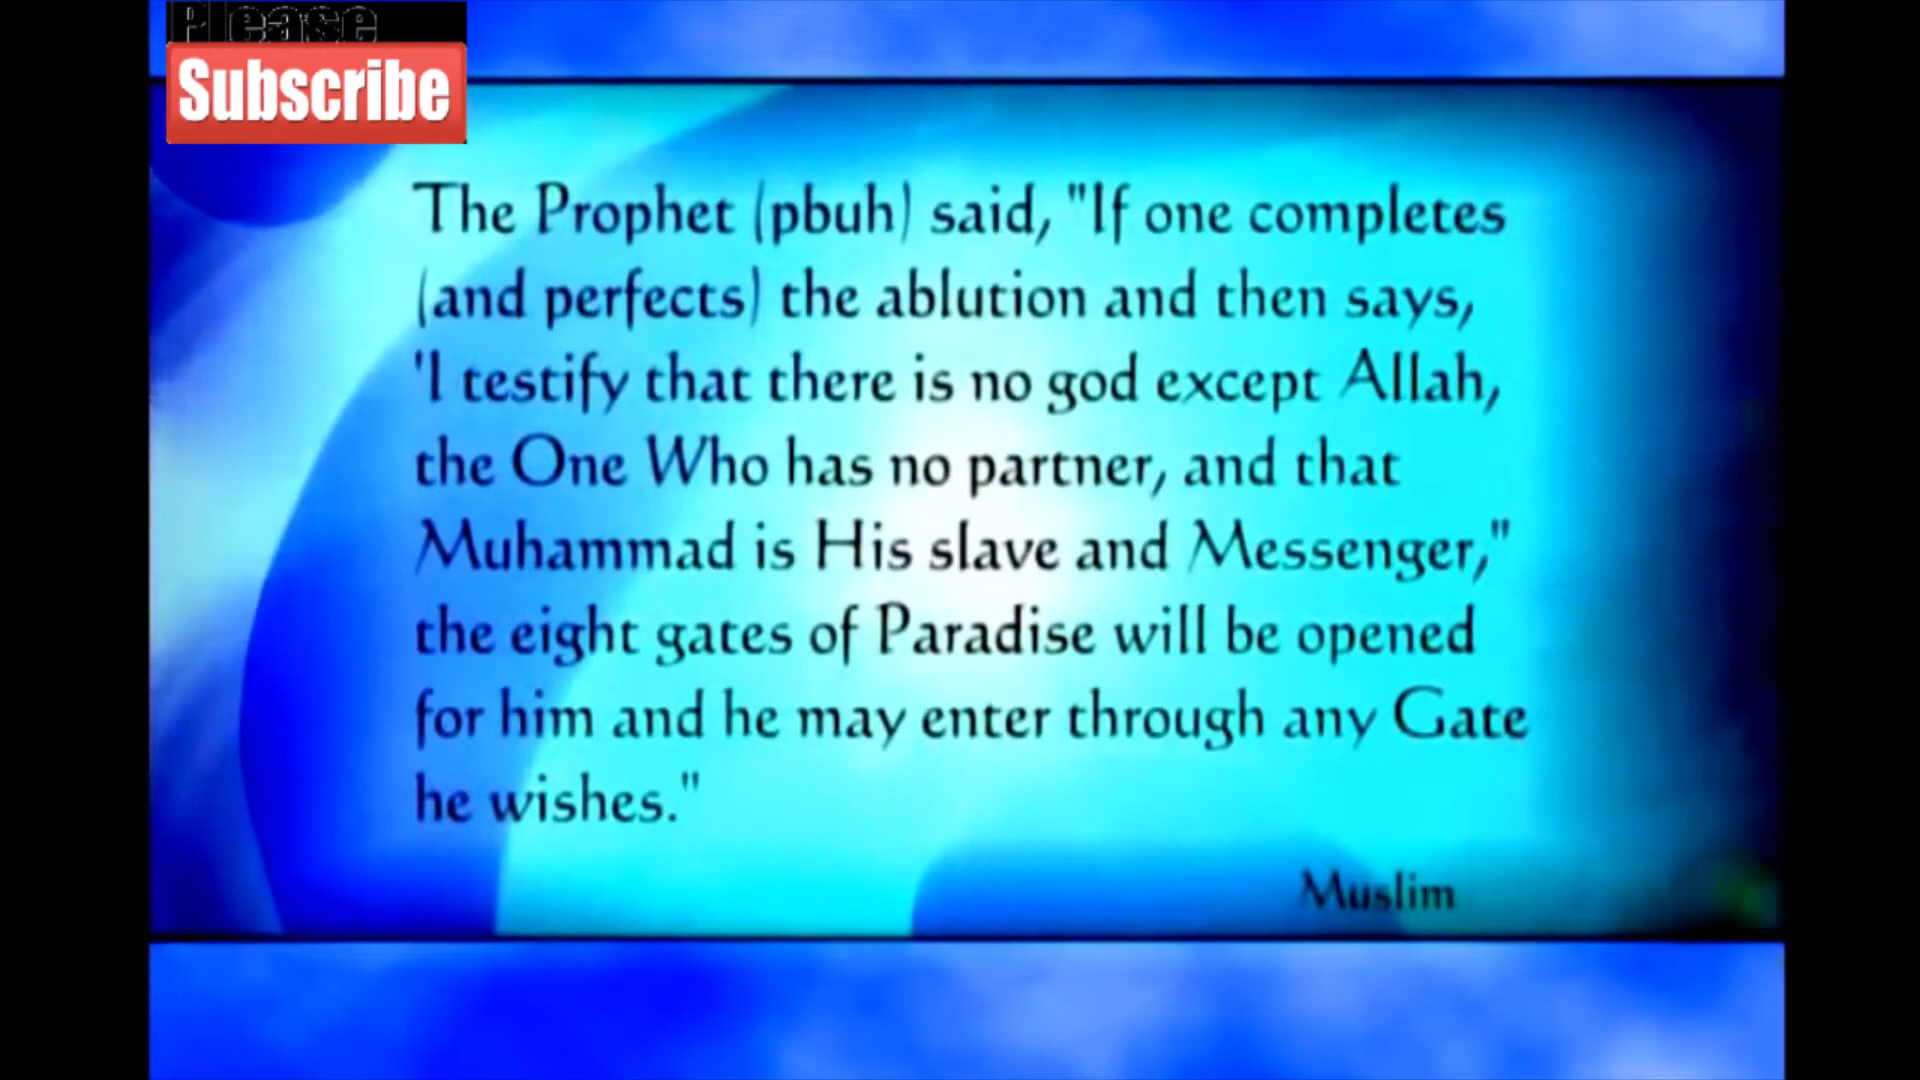 Please
Subscribe
The Prophet (pbuh) said, "If one completes
(and perfects) the ablution and then says,
'I testify that there is no god except Allah,
the One Who has no partner, and that
Muhammad is His slave and Messenger,"
the eight gates of Paradise will be opened
for him and he may enter through any Gate
he wishes."
Muslim